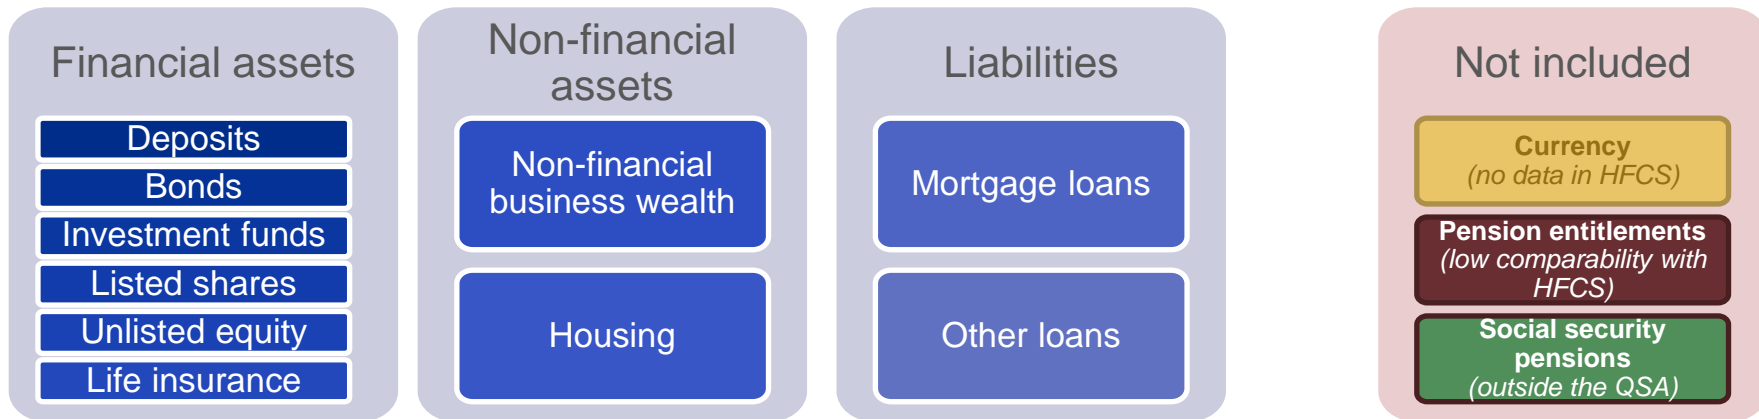 Financial assets
Deposits
Bonds
Investment funds
Listed shares
Unlisted equity
Life insurance
Non-financial
assets
Non-financial
business wealth
Housing
Liabilities
Mortgage loans
Other loans
Not included
Currency
(no data in HFCS)
Pension entitlements
(low comparability with
HFCS)
Social security
pensions
(outside the QSA)